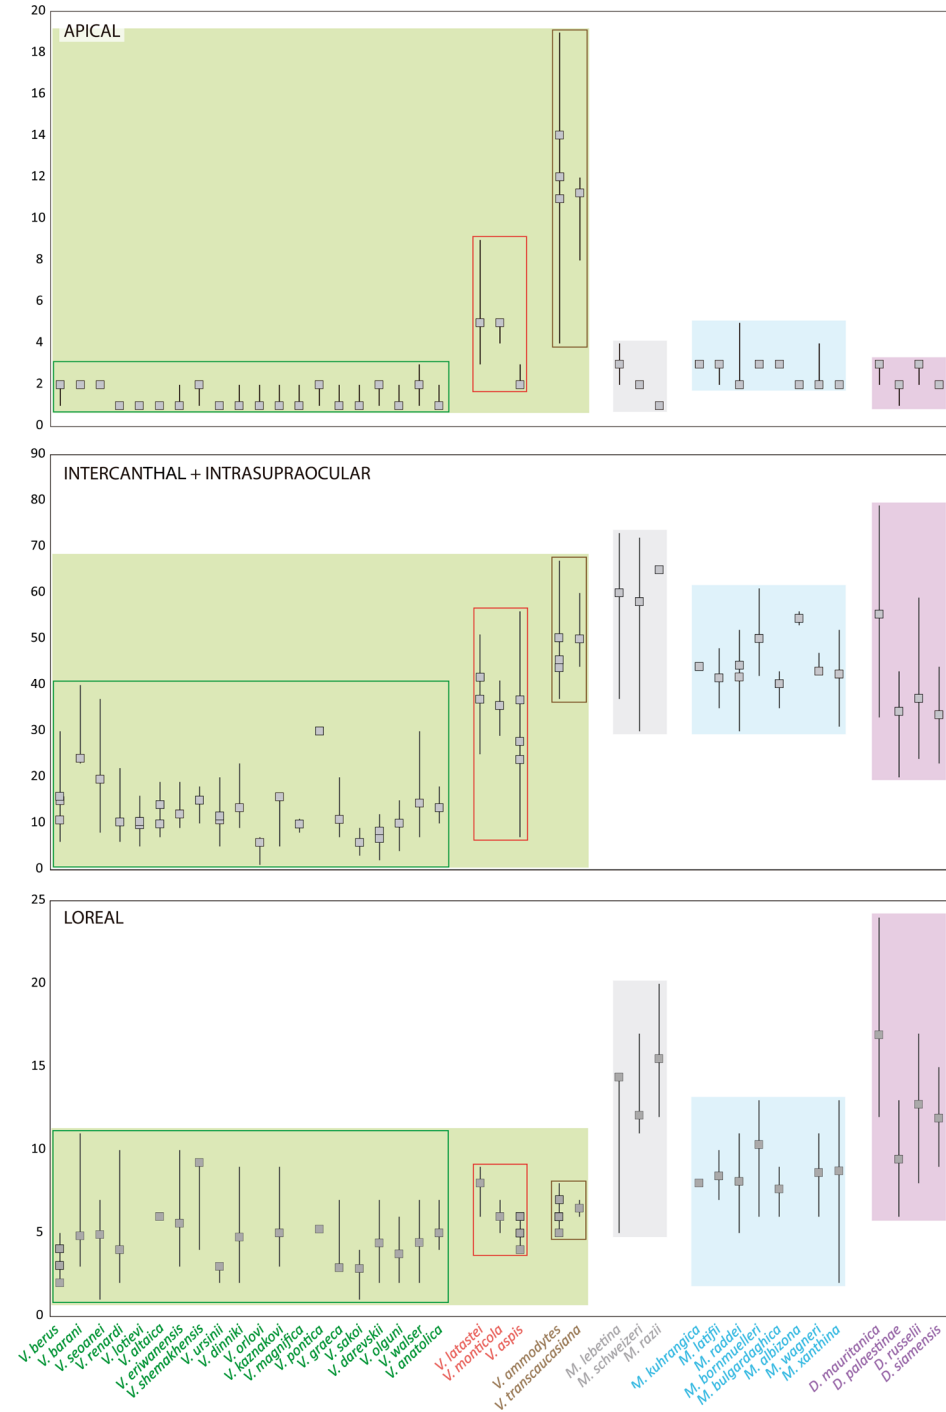 20
APICAL
18
16
14
12
10
8
6
4
2
0
90
INTERCANTHAL + INTRASUPRAOCULAR
80
70
60
50
40
30
20
10
0
25
LOREAL
20
15
10
5
0
V. berus
V. barani
V. seoanei
V. renardi
V. lotievi
V. altaica
V. eriwanensis
V. shemakhensis
V. ursinii
V. dinniki
V. orlovi
V. kaznakovi
V. magnifica
V. pontica
V. graeca
V. sakoi
V. darevskii
V. olguni
V. walser
V. anatolica
V. latastei
V. monticola
V. aspis
V. ammodytes
V. transcaucasiana
M. lebetina
M. schweizeri
M. razii
M. kuhrangica
M. latifii
M. raddei
M. bornmuelleri
M. bulgardaghica
M. albizona
M. wagneri
M. xanthina
D. mauritanica
D. palaestinae
D. russelii
D. siamensis